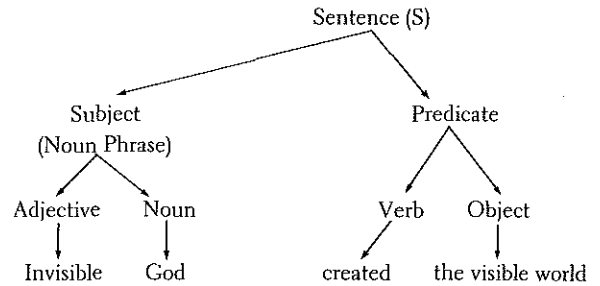 Sentence (S)
Subject Predicate
(Noun Phrase)
Adjective Noun Verb Object
Invisible God created the visible world